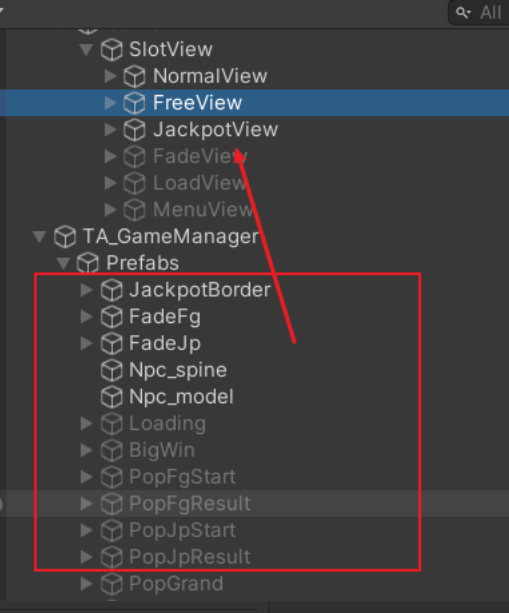 All
SlotView
NormalView
FreeView
JackpotView
FadeView
LoadView
MenuView
TA_GameManager
Prefabs
JackpotBorder
FadeFg
FadeJp
Npc_spine
Npc_model
Loading
BigWin
PopFgStart
PopFgResult
PopJpStart
PopJpResult
PopGrand